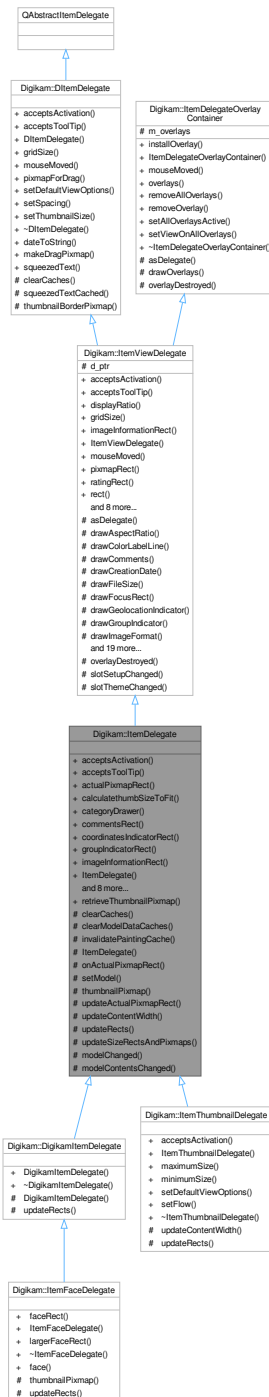 QAbstractItemDelegate
Digikam::DItemDelegate
+ acceptsActivation()
+ acceptsToolTip()
+ DItemDelegate()
+ gridSize()
+ mouseMoved()
+ pixmapForDrag()
+ setDefaultViewOptions()
+ setSpacing()
+ setThumbnailSize()
+ ~DItemDelegate()
+ dateToString()
+ makeDragPixmap()
+ squeezedText()
# clearCaches()
# squeezedTextCached()
# thumbnailBorderPixmap()
Digikam::ItemDelegateOverlay
Container
# m_overlays
+ installOverlay()
+ ItemDelegateOverlayContainer()
+ mouseMoved()
+ overlays()
+ removeAllOverlays()
+ removeOverlay()
+ setAllOverlaysActive()
+ setViewOnAllOverlays()
+ ~ItemDelegateOverlayContainer()
# asDelegate()
# drawOverlays()
# overlayDestroyed()
Digikam::ItemViewDelegate
# d_ptr
+ acceptsActivation()
+ acceptsToolTip()
+ displayRatio()
+ gridSize()
+ imageInformationRect()
+ ItemViewDelegate()
+ mouseMoved()
+ pixmapRect()
+ ratingRect()
+ rect()
and 8 more...
# asDelegate()
# drawAspectRatio()
# drawColorLabelLine()
# drawComments()
# drawCreationDate()
# drawFileSize()
# drawFocusRect()
# drawGeolocationIndicator()
# drawGroupIndicator()
# drawImageFormat()
and 19 more...
# overlayDestroyed()
# slotSetupChanged()
# slotThemeChanged()
Digikam::ItemDelegate
+ acceptsActivation()
+ acceptsToolTip()
+ actualPixmapRect()
+ calculatethumbSizeToFit()
+ categoryDrawer()
+ commentsRect()
+ coordinatesIndicatorRect()
+ groupIndicatorRect()
+ imageInformationRect()
+ ItemDelegate()
and 8 more...
+ retrieveThumbnailPixmap()
# clearCaches()
# clearModelDataCaches()
# invalidatePaintingCache()
# ItemDelegate()
# onActualPixmapRect()
# setModel()
# thumbnailPixmap()
# updateActualPixmapRect()
# updateContentWidth()
# updateRects()
# updateSizeRectsAndPixmaps()
# modelChanged()
# modelContentsChanged()
Digikam::DigikamItemDelegate
+ DigikamItemDelegate()
+ ~DigikamItemDelegate()
# DigikamItemDelegate()
# updateRects()
Digikam::ItemThumbnailDelegate
+ acceptsActivation()
+ ItemThumbnailDelegate()
+ maximumSize()
+ minimumSize()
+ setDefaultViewOptions()
+ setFlow()
+ ~ItemThumbnailDelegate()
# updateContentWidth()
# updateRects()
Digikam::ItemFaceDelegate
+ faceRect()
+ ItemFaceDelegate()
+ largerFaceRect()
+ ~ItemFaceDelegate()
+ face()
# thumbnailPixmap()
# updateRects()